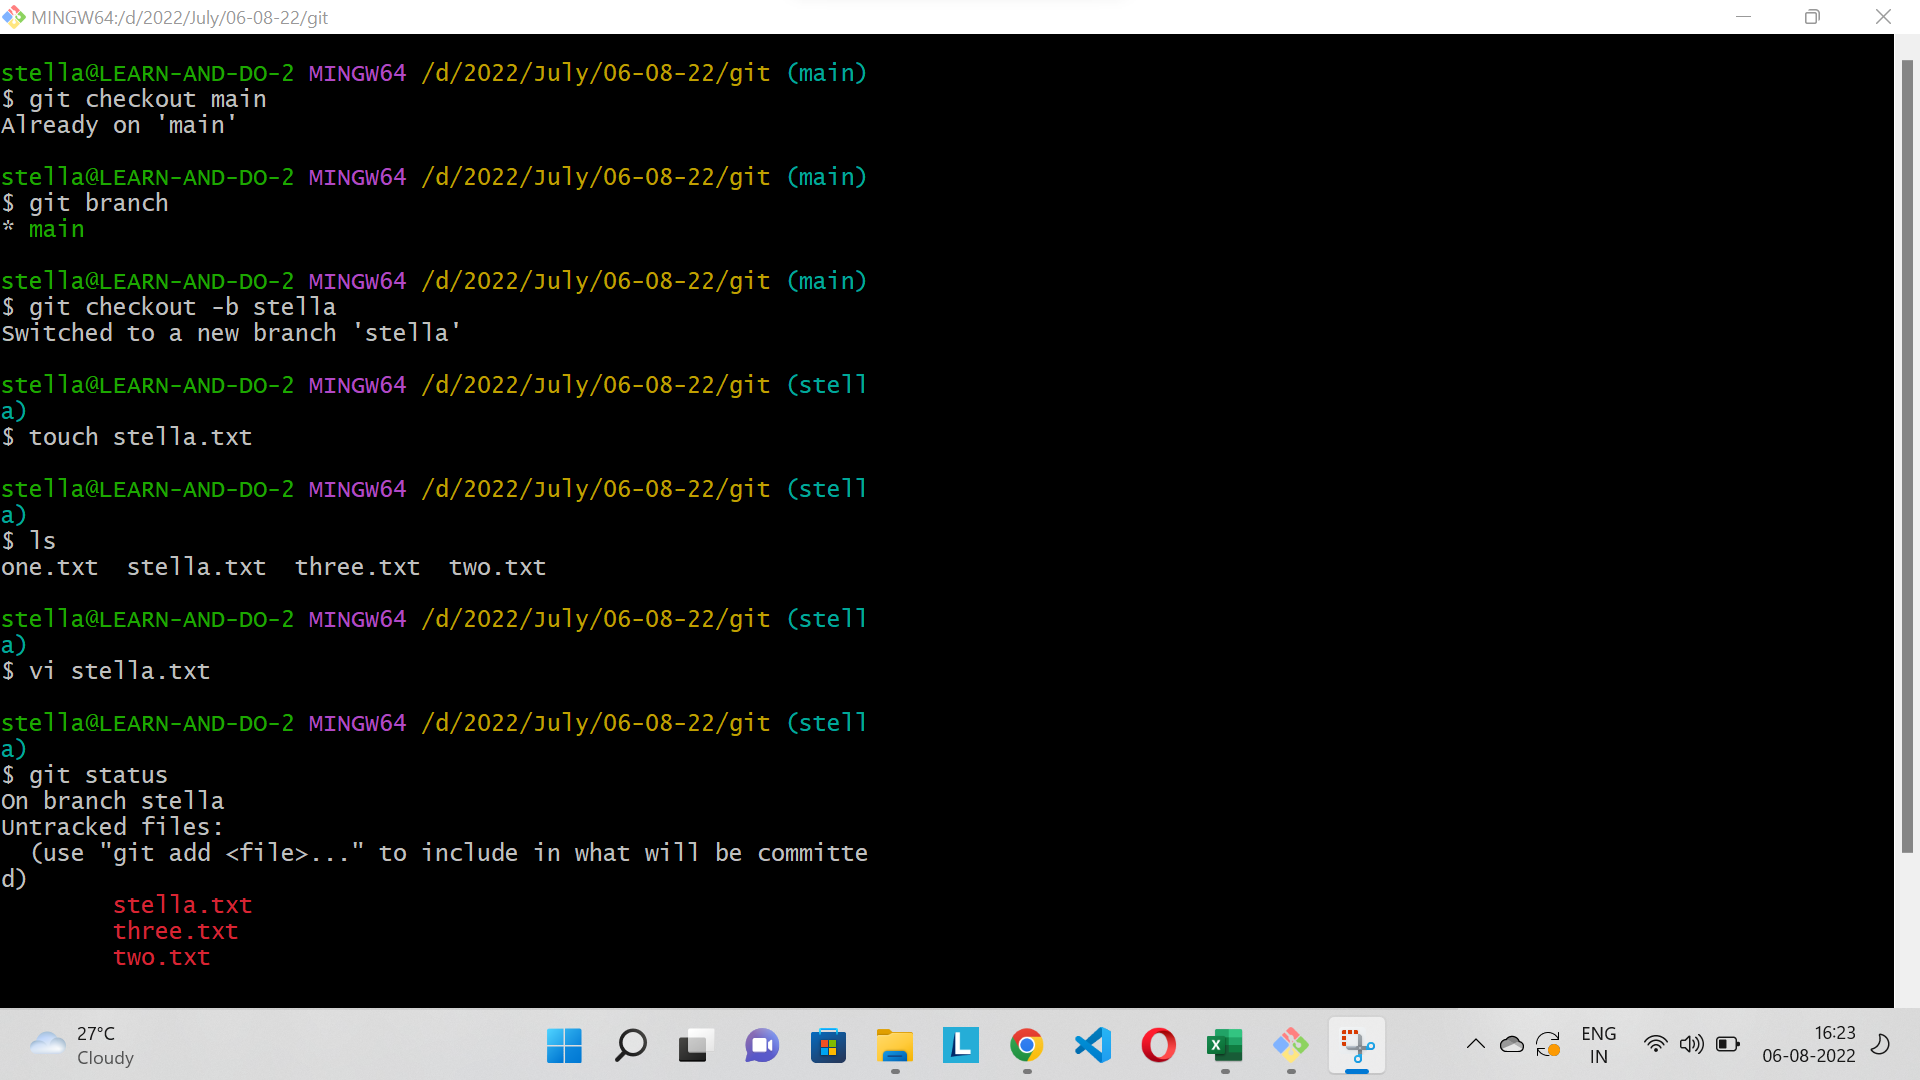 MINGW64:/d/2022/July/06-08-22/git
stella@LEARN-AND-DO-2 MINGW64 /d/2022/July/06-08-22/git (main)
$ git checkout main
Already on 'main'
stella@LEARN-AND-DO-2 MINGW64 /d/2022/July/06-08-22/git (main)
$ git branch
* main
stella@LEARN-AND-DO-2 MINGW64 /d/2022/July/06-08-22/git (main)
$ git checkout -b stella
Switched to a new branch 'stella'
stella@LEARN-AND-DO-2 MINGW64 /d/2022/July/06-08-22/git (stell
a)
$ touch stella.txt
stella@LEARN-AND-DO-2 MINGW64 /d/2022/July/06-08-22/git (stell
a)
$ ls
one.txt  stella.txt  three.txt  two.txt
stella@LEARN-AND-DO-2 MINGW64 /d/2022/July/06-08-22/git (stell
a)
$ vi stella.txt
stella@LEARN-AND-DO-2 MINGW64 /d/2022/July/06-08-22/git (stell
a)
$ git status
On branch stella
Untracked files:
  (use "git add <file>..." to include in what will be committe
d)
        stella.txt
        three.txt
        two.txt
27°C
Cloudy
L
X
ENG
IN
16:23
06-08-2022